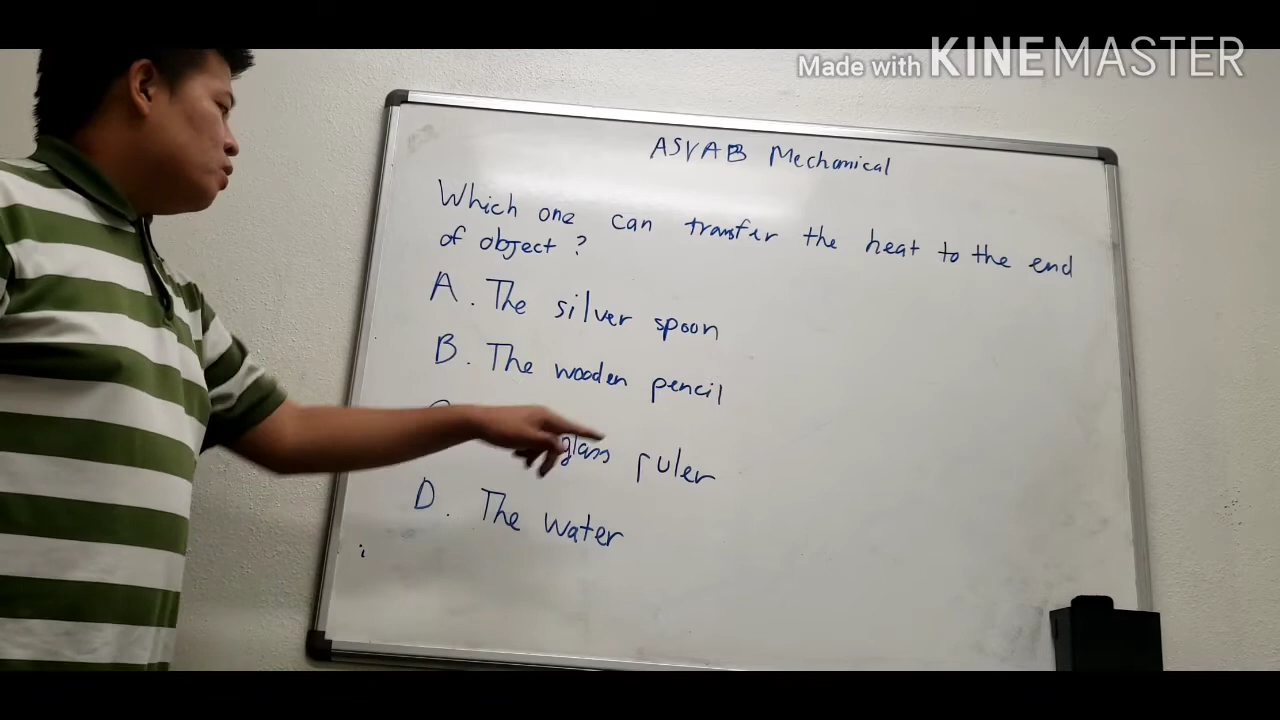 Made with KINEMASTER
ASVAB Mechanical
Which one can transfer the heat to the end
of object ?
A. The silver spoon
B. The wooden pencil
glass ruler
D. The water